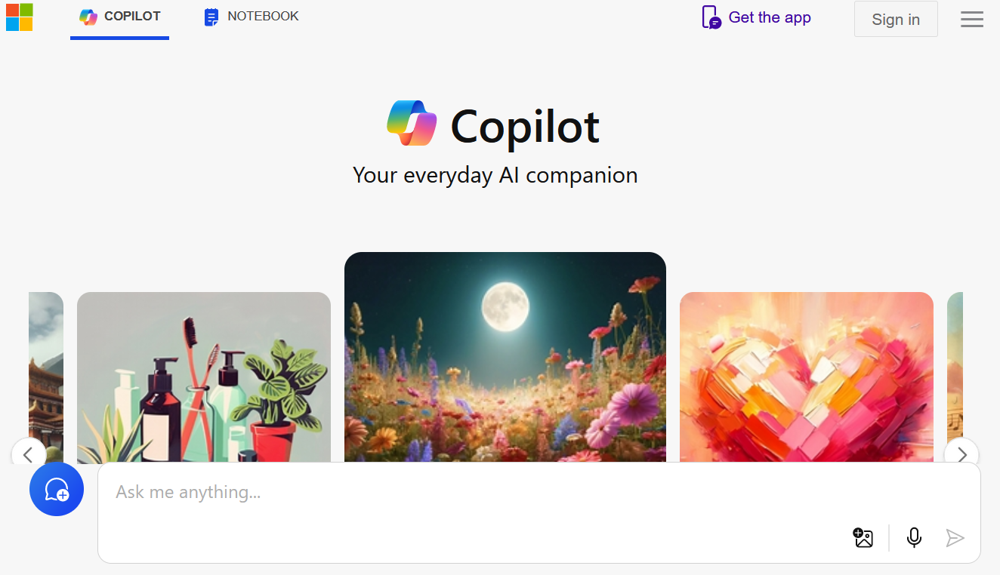 COPILOT
NOTEBOOK
Get the app
Sign in
Copilot
Your everyday AI companion
Ask me anything...